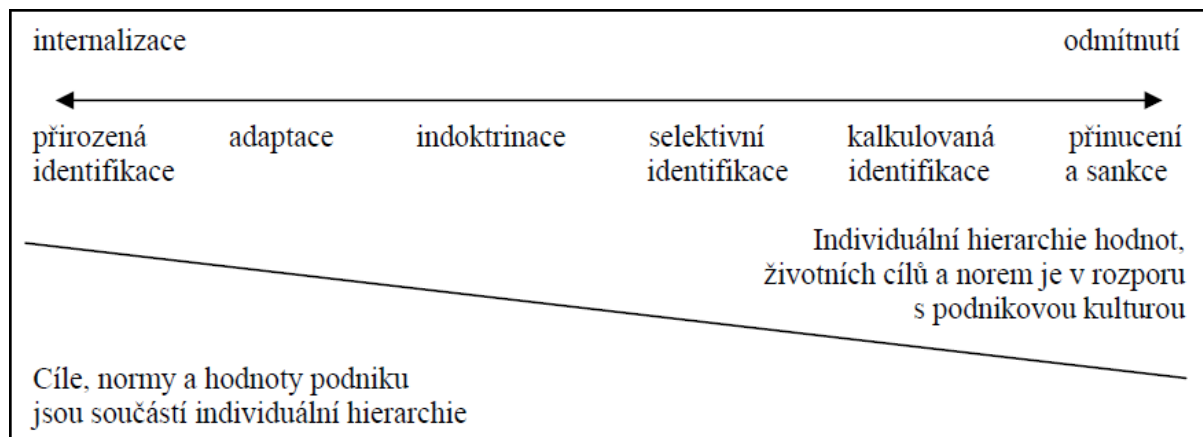 internalizace odmítnutí
přirozená adaptace indoktrinace selektivní kalkulovaná přinucení
identifikace identifikace identifikace a sankce
Individuální hierarchie hodnot,
životních cílů a norem je v rozporu
s podnikovou kulturou
Cíle, normy a hodnoty podniku
jsou součástí individuální hierarchie